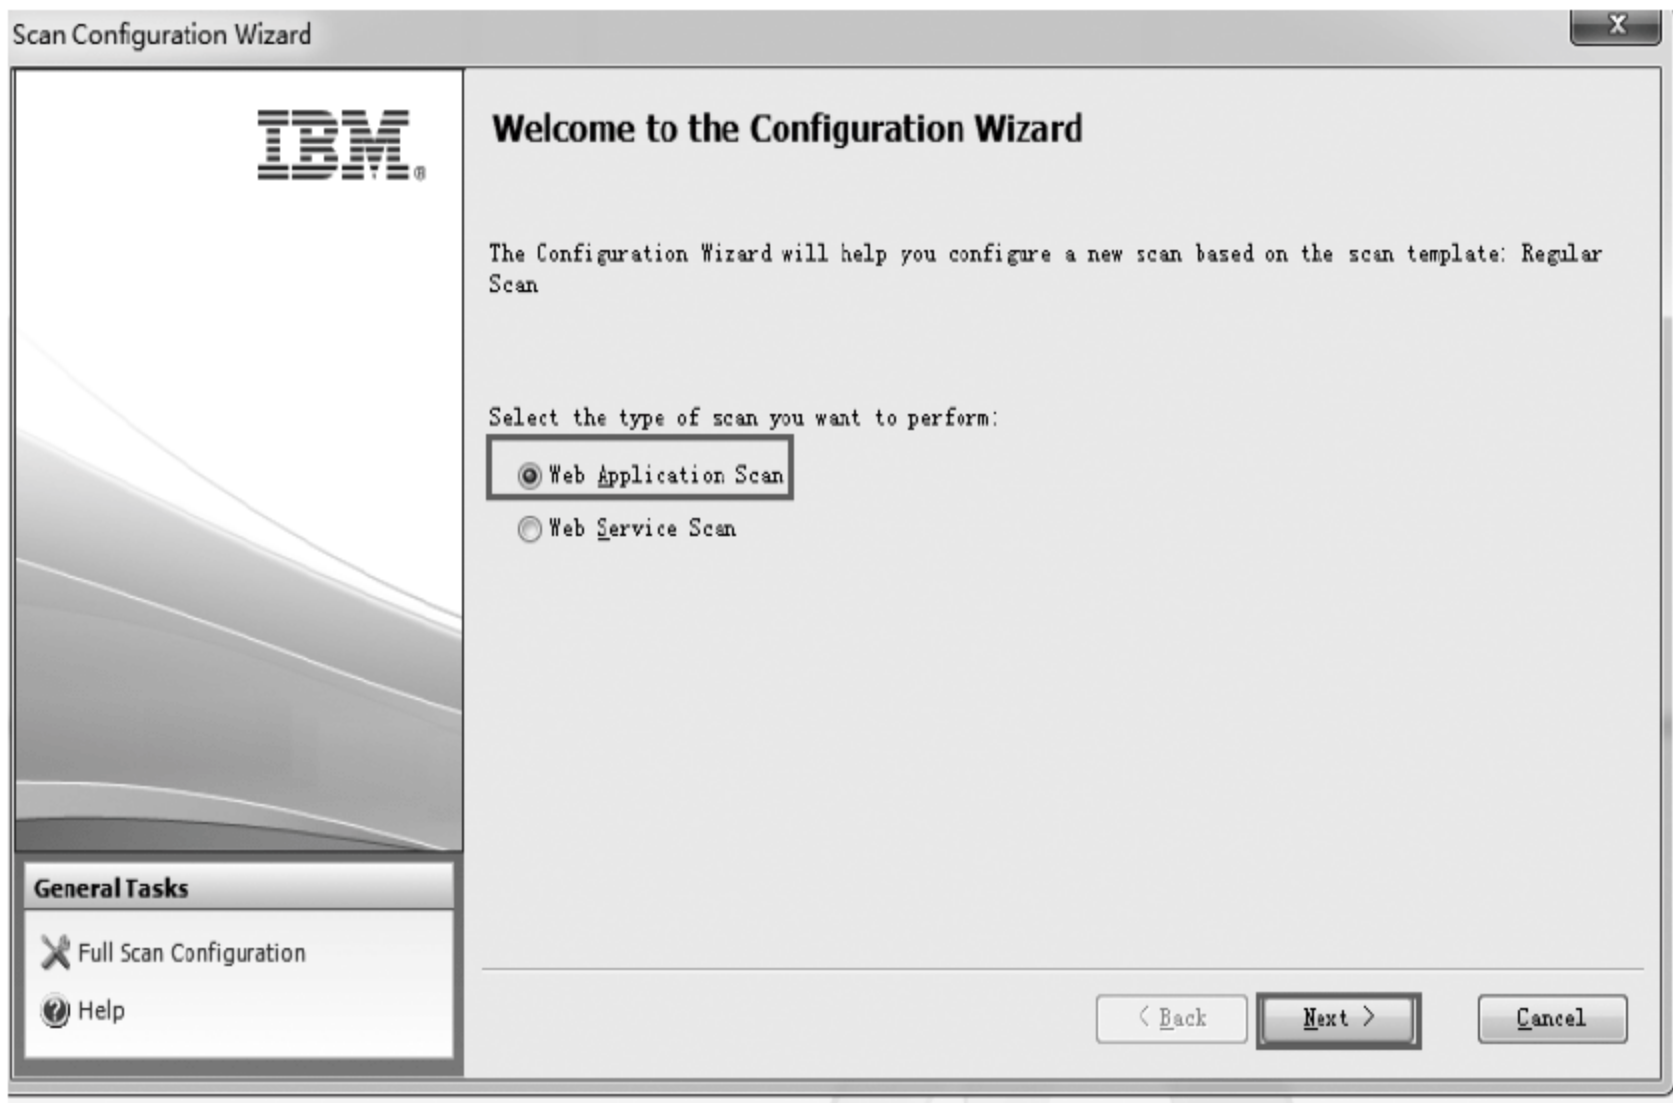 Scan Configuration Wizard
X
IBM®
Welcome to the Configuration Wizard
The Configuration Wizard will help you configure a new scan based on the scan template: Regular
Scan
Select the type of scan you want to perform:
Web Application Scan
Web Service Scan
General Tasks
Full Scan Configuration
? Help
< Back
Next >
Cancel